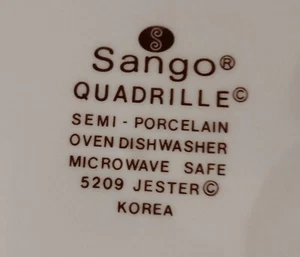 S
Sango®
QUADRILLE©
SEMI - PORCELAIN
OVEN DISHWASHER
MICROWAVE SAFE
5209 JESTER©
KOREA